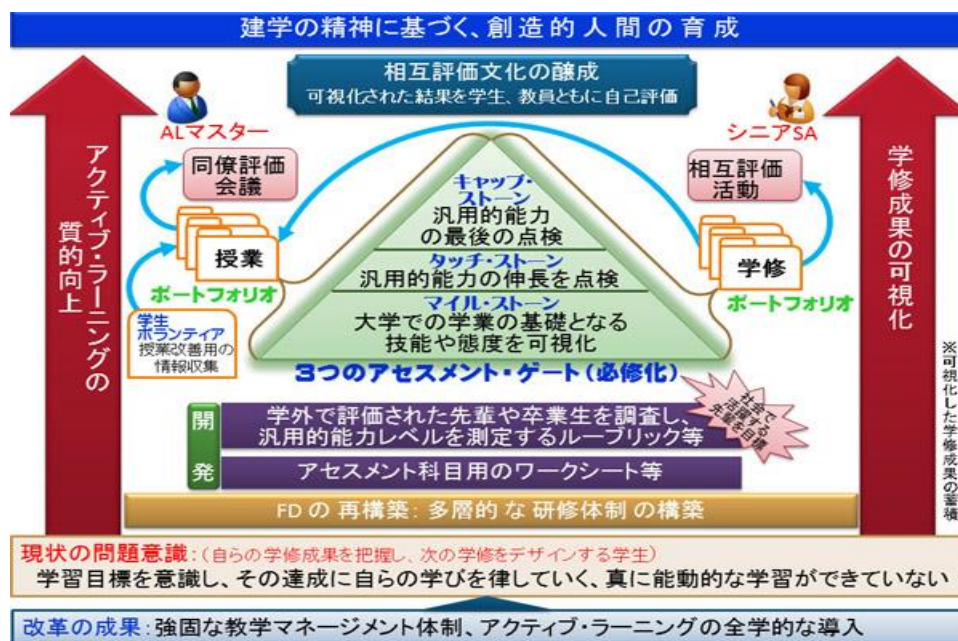 建学の精神に基づく、創造的人間の育成
相互評価文化の醸成
可視化された結果を学生、教員ともに自己評価
ALマスター
シニアSA
アクティブ・ラーニングの
質的向上
学修成果の可視化
同僚評価
会議
相互評価
活動
授業
ポートフォリオ
学修
ポートフォリオ
学生
ボランティア
授業改善用の
情報収集
キャップ・
ストーン
汎用的能力
の最後の点検
タッチ・ストーン
汎用的能力の伸長を点検
マイル・ストーン
大学での学業の基礎となる
技能や態度を可視化
3つのアセスメント・ゲート(必修化)
※可視化した学修成果の蓄積
開発
学外で評価された先輩や卒業生を調査し、
汎用的能力レベルを測定するルーブリック等
社会で
活躍する
先輩を目標
アセスメント科目用のワークシート等
FDの再構築:多層的な研修体制の構築
現状の問題意識:(自らの学修成果を把握し、次の学修をデザインする学生)
学習目標を意識し、その達成に自らの学びを律していく、真に能動的な学習ができていない
改革の成果:強固な教学マネージメント体制、アクティブ・ラーニングの全学的な導入